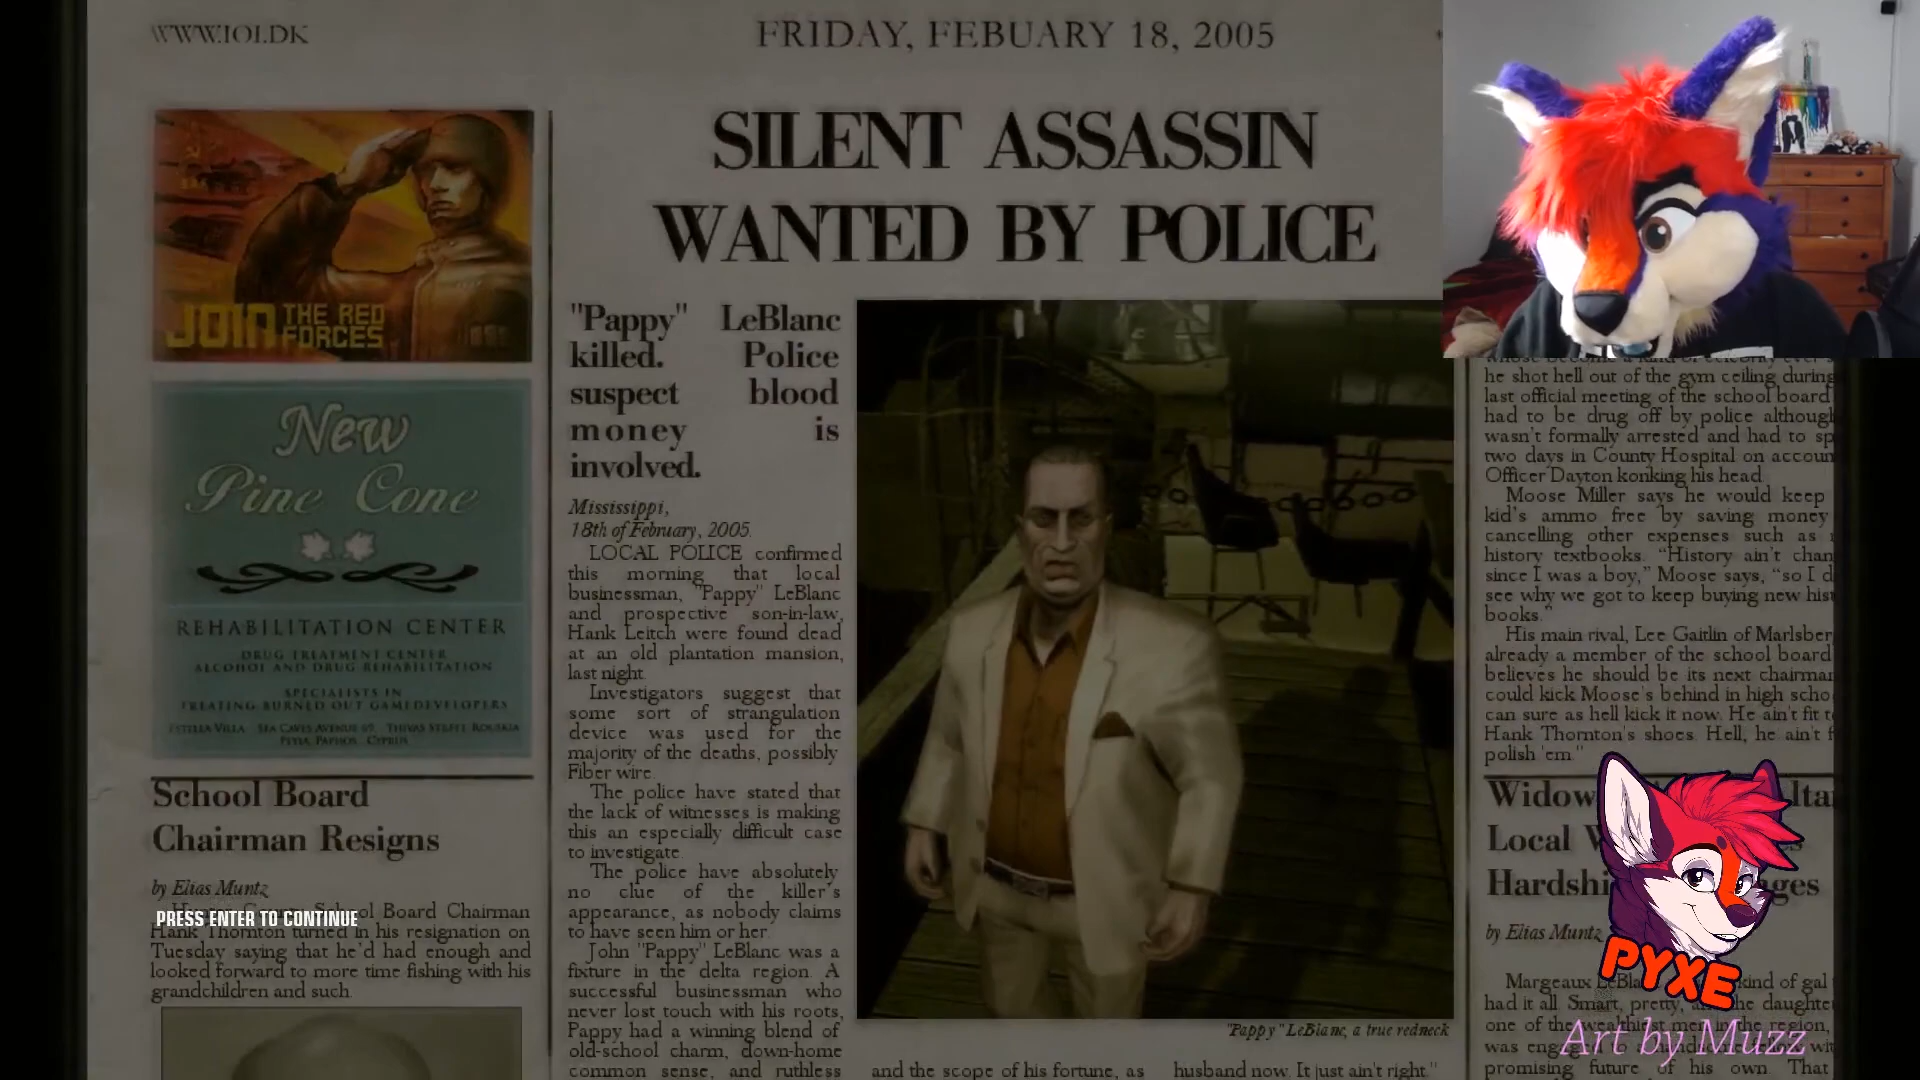 WWW.IOI.DK
FRIDAY, FEBUARY 18, 2005
SILENT ASSASSIN
WANTED BY POLICE
JOIN THE RED
FORCES
New
Pine Cone
REHABILITATION CENTER
DRUG TREATMENT CENTER
ALCOHOL AND DRUG REHABILITATION
SPECIALISTS IN
TREATING BURNED OUT GAMEDEVELOPERS
School Board
Chairman Resigns
by Elias Muntz
School Board Chairman
Hank Thornton turned in his resignation on
Tuesday saying that he'd had enough and
looked forward to more time fishing with his
grandchildren and such.
PRESS ENTER TO CONTINUE
"Pappy" LeBlanc
killed. Police
suspect blood
money is
involved.
Mississippi,
18th of February, 2005.
LOCAL POLICE confirmed
this morning that local
businessman, "Pappy" LeBlanc
and prospective son-in-law,
Hank Leitch were found dead
at an old plantation mansion,
last night.
Investigators suggest that
some sort of strangulation
device was used for the
majority of the deaths, possibly
Fiber wire.
The police have stated that
the lack of witnesses is making
this an especially difficult case
to investigate.
The police have absolutely
no clue of the killer's
appearance, as nobody claims
to have seen him or her.
John "Pappy" LeBlanc was a
fixture in the delta region. A
successful businessman who
never lost touch with his roots,
Pappy had a winning blend of
old-school charm, down-home
common sense, and ruthless
"Pappy" LeBlanc, a true redneck
and the scope of his fortune, as
husband now. It just ain't right."
he shot hell out of the gym ceiling during
last official meeting of the school board
had to be drug off by police
wasn't formally arrested and had to
two days in County Hospital on
Officer Dayton konking his head.
Moose Miller says he would keep
kid's ammo free by saving money
cancelling other expenses such as
history textbooks. "History ain't
since I was a boy," Moose says, "so I
see why we got to keep buying new
books."
His main rival, Lee Gaitlin of
already a member of the school board
believes he should be its next
could kick Moose's behind in high
can sure as hell kick it now. He ain't fit
Hank Thornton's shoes. Hell, he ain't
polish 'em."
Local
by Elias Muntz
Margeaux kind of gal
had it all. Smart, pretty,
one of the wealthiest men in the region,
was
promising future of his own. That
PYXE
Art by Muzz